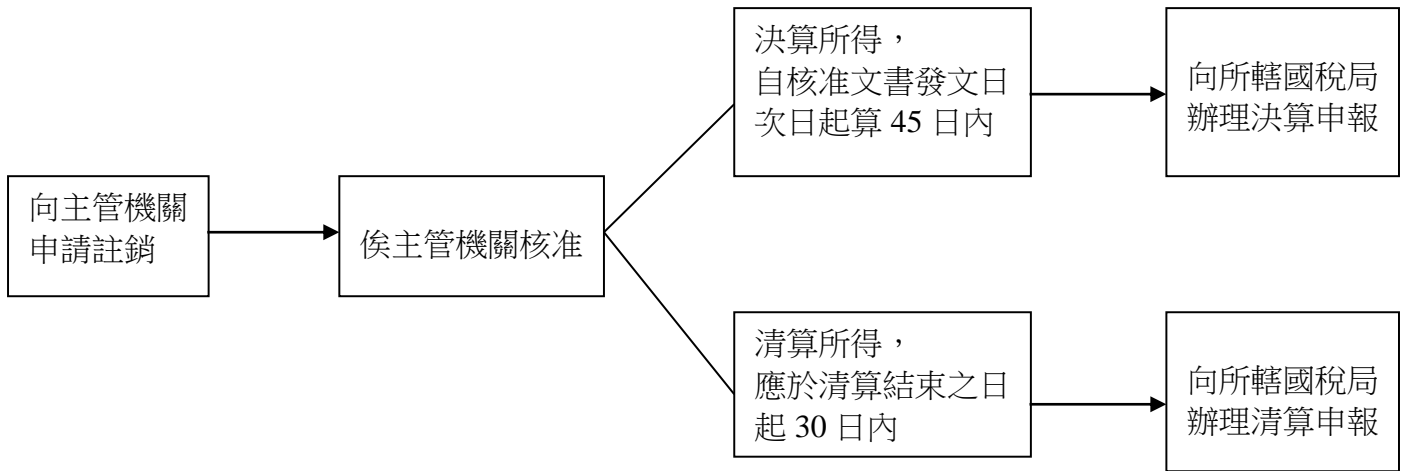 向主管機關
申請註銷
俟主管機關核准
決算所得，
自核准文書發文日
次日起算 45 日內
向所轄國稅局
辦理決算申報
清算所得，
應於清算結束之日
起 30 日內
向所轄國稅局
辦理清算申報